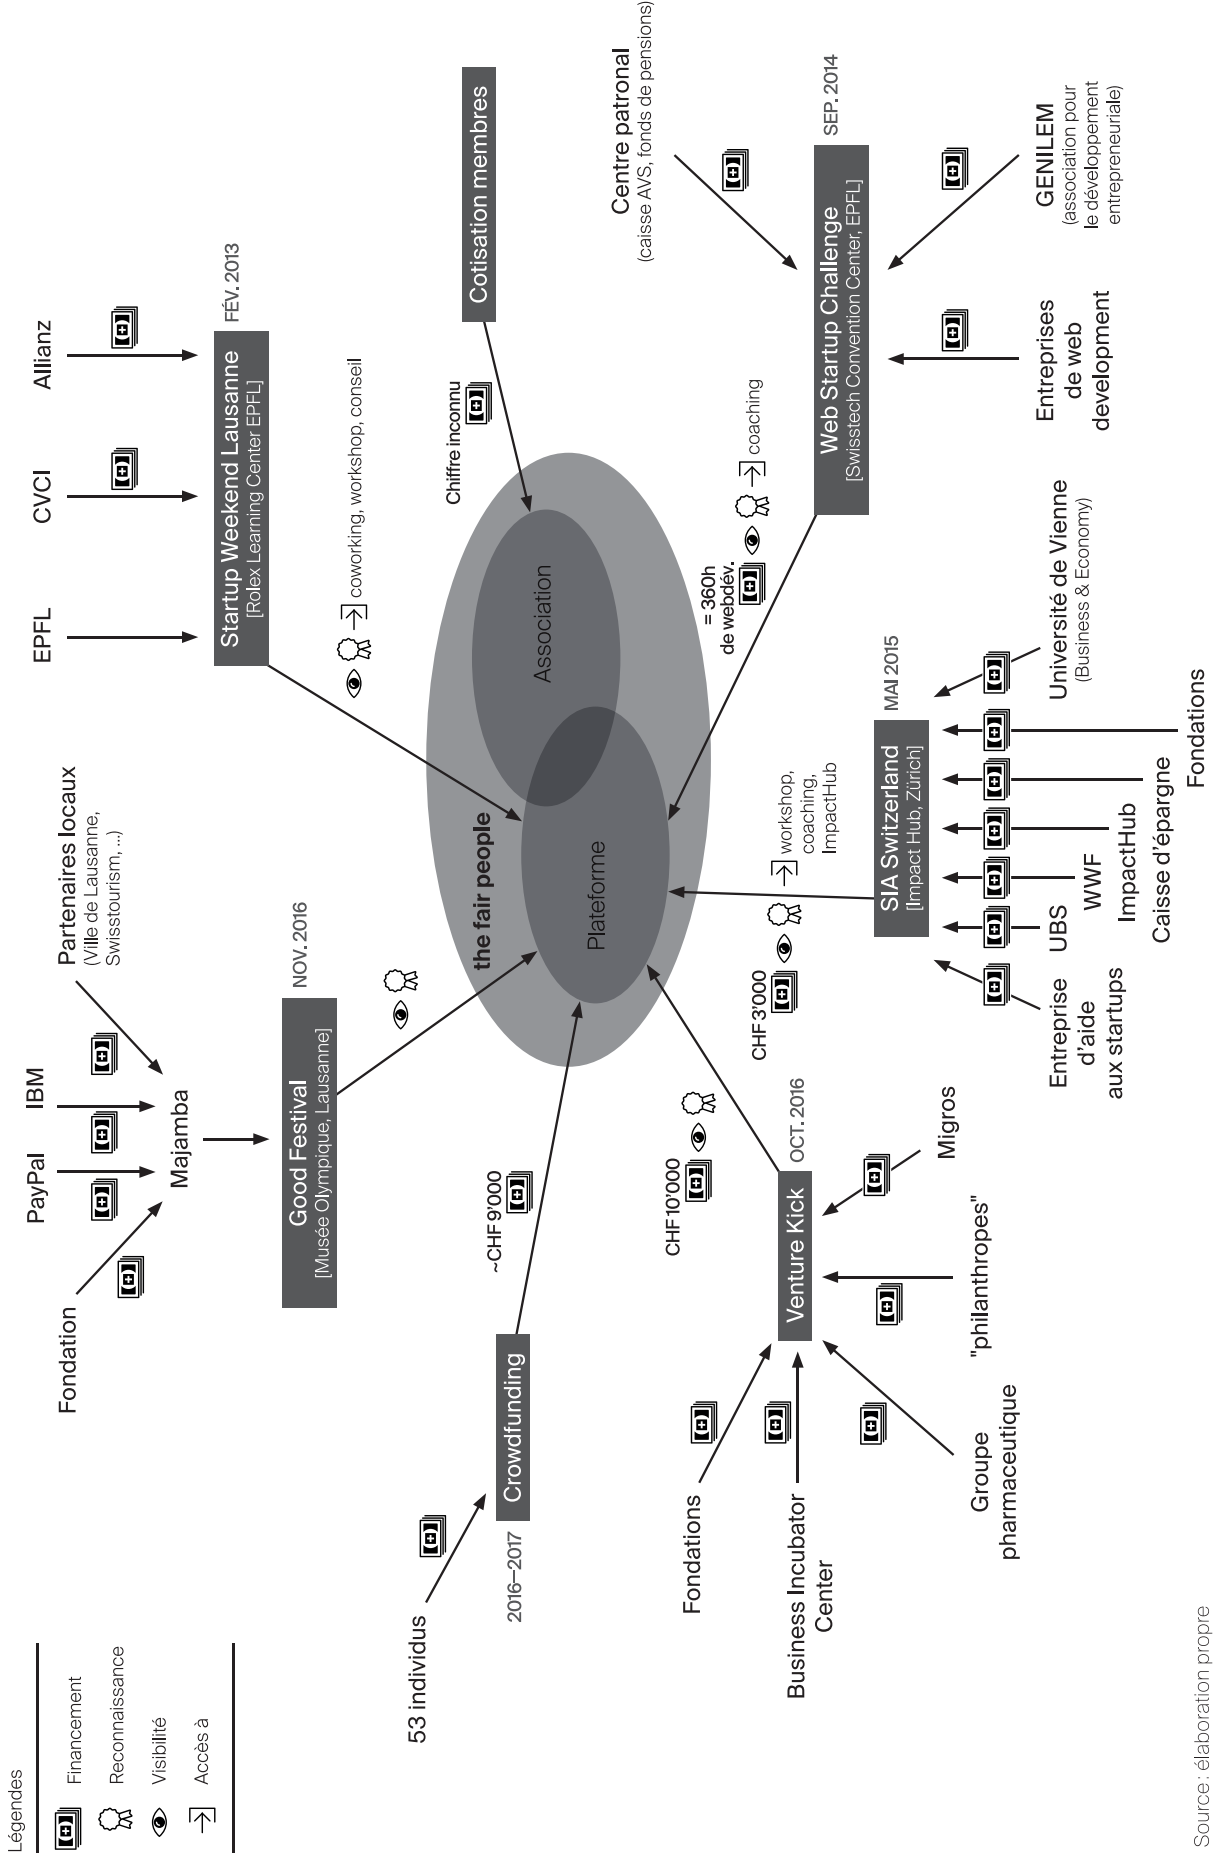 Légendes
Financement
Reconnaissance
Visibilité
Accès à
Fondation
PayPal
IBM
Partenaires locaux
(Ville de Lausanne,
Swisstourism, ...)
Majamba
Good Festival
[Musée Olympique, Lausanne]
NOV. 2016
EPFL
CVCI
Allianz
Startup Weekend Lausanne
[Rolex Learning Center EPFL]
FÉV. 2013
coworking, workshop, conseil
53 individus
2016—2017
Crowdfunding
~CHF 9’000
the fair people
Plateforme
Association
Chiffre inconnu
Cotisation membres
Centre patronal
(caisse AVS, fonds de pensions)
Web Startup Challenge
[Swisstech Convention Center, EPFL]
SEP. 2014
= 360h
de webdév.
coaching
Entreprises
de web
development
GENILEM
(association pour
le développement
entrepreneuriale)
Fondations
Business Incubator
Center
Groupe
pharmaceutique
"philanthropes"
Migros
Venture Kick
OCT. 2016
CHF 10’000
CHF 3’000
workshop,
coaching,
ImpactHub
SIA Switzerland
[Impact Hub, Zürich]
MAI 2015
Entreprise
d’aide
aux startups
UBS
WWF
ImpactHub
Caisse d’épargne
Fondations
Université de Vienne
(Business & Economy)
Source : élaboration propre